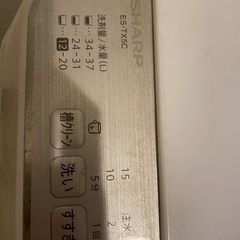 SHARP
ES-TX5C
洗剤量/水量(L)
34-37
24-31
12-20
槽クリーン
洗い
15
10
5分
すすぎ
注水
2
1回